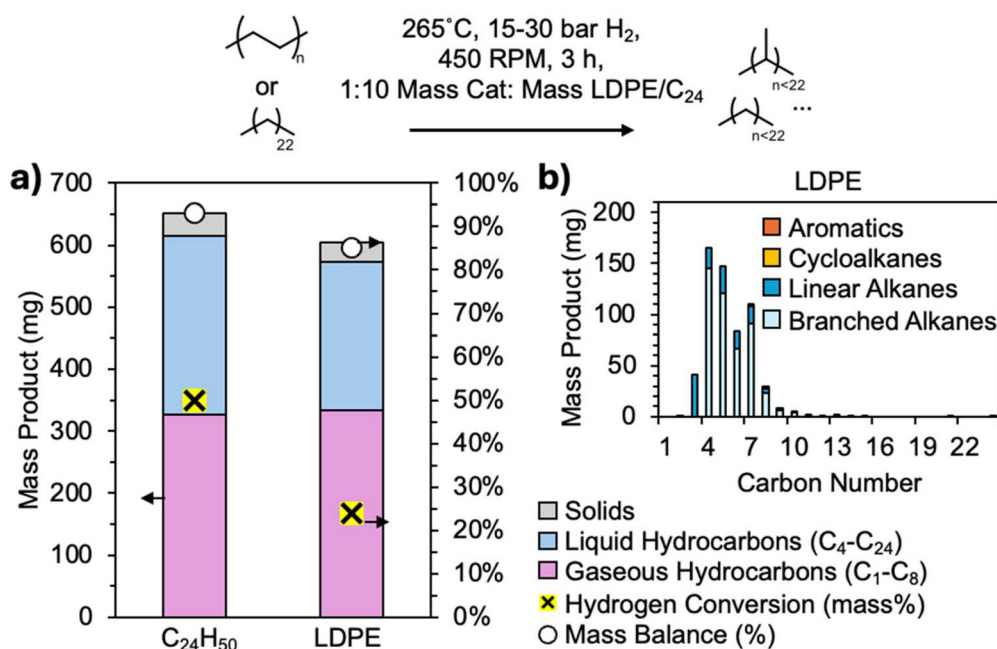 n
or
22
265˚C, 15-30 bar H₂,
450 RPM, 3 h,
1:10 Mass Cat: Mass LDPE/C₂₄
n<22
n<22
...
a)
700
600
500
400
300
200
100
0
Mass Product (mg)
100%
90%
80%
70%
60%
50%
40%
30%
20%
10%
0%
C₂₄H₅₀ LDPE
b)
LDPE
200
150
100
50
0
Mass Product (mg)
Aromatics
Cycloalkanes
Linear Alkanes
Branched Alkanes
1 4 7 10 13 16 19 22
Carbon Number
Solids
Liquid Hydrocarbons (C₄-C₂₄)
Gaseous Hydrocarbons (C₁-C₈)
Hydrogen Conversion (mass%)
Mass Balance (%)